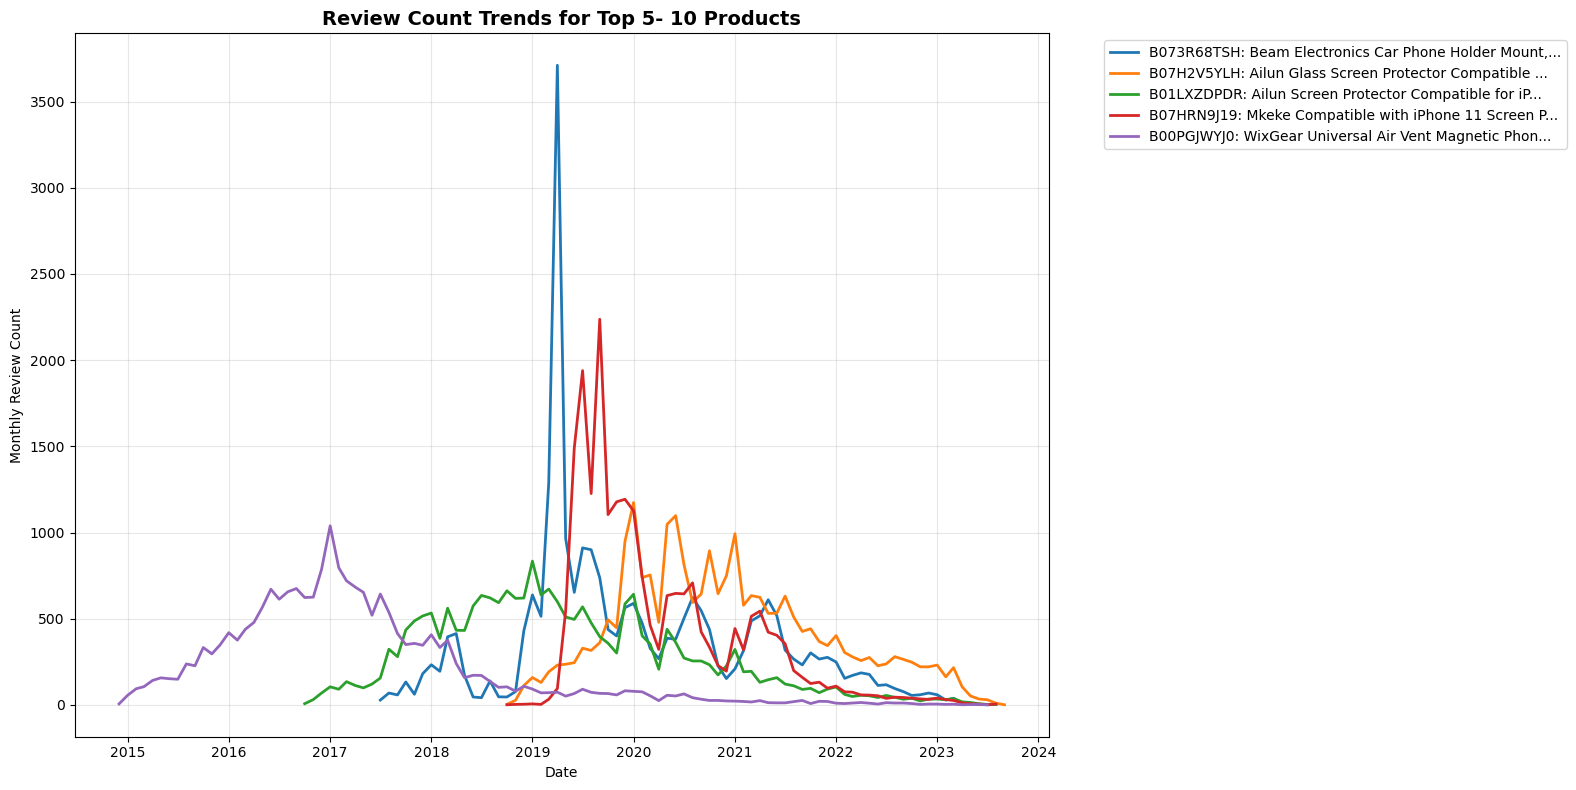 Review Count Trends for Top 5- 10 Products
B073R68TSH: Beam Electronics Car Phone Holder Mount,...
B07H2V5YLH: Ailun Glass Screen Protector Compatible ...
B01LXZDPDR: Ailun Screen Protector Compatible for iP...
B07HRN9J19: Mkeke Compatible with iPhone 11 Screen P...
B00PGJWYJ0: WixGear Universal Air Vent Magnetic Phon...
Monthly Review Count
3500
3000
2500
2000
1500
1000
500
0
2015 2016 2017 2018 2019 2020 2021 2022 2023 2024
Date